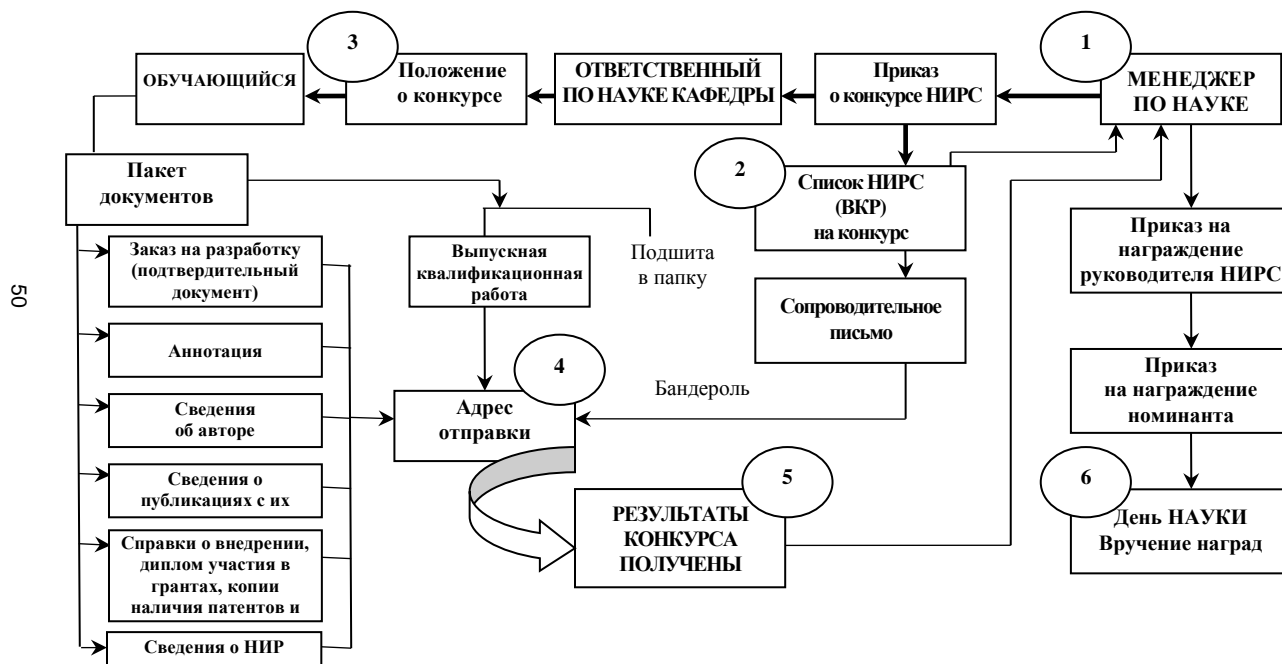 3
1
ОБУЧАЮЩИЙСЯ
Положение
о конкурсе
ОТВЕТСТВЕННЫЙ
ПО НАУКЕ КАФЕДРЫ
Приказ
о конкурсе НИРС
МЕНЕДЖЕР
ПО НАУКЕ
Пакет
документов
2
Список НИРС
(ВКР)
на конкурс
Заказ на разработку
(подтвердительный
документ)
Выпускная
квалификационная
работа
Подшита
в папку
Приказ на
награждение
руководителя НИРС
Сопроводительное
письмо
50
Аннотация
4
Приказ
на награждение
номинанта
Сведения
об авторе
Адрес
отправки
Бандероль
Сведения о
публикациях с их
5
РЕЗУЛЬТАТЫ
КОНКУРСА
ПОЛУЧЕНЫ
6
День НАУКИ
Вручение наград
Справки о внедрении,
диплом участия в
грантах, копии
наличия патентов и
Сведения о НИР